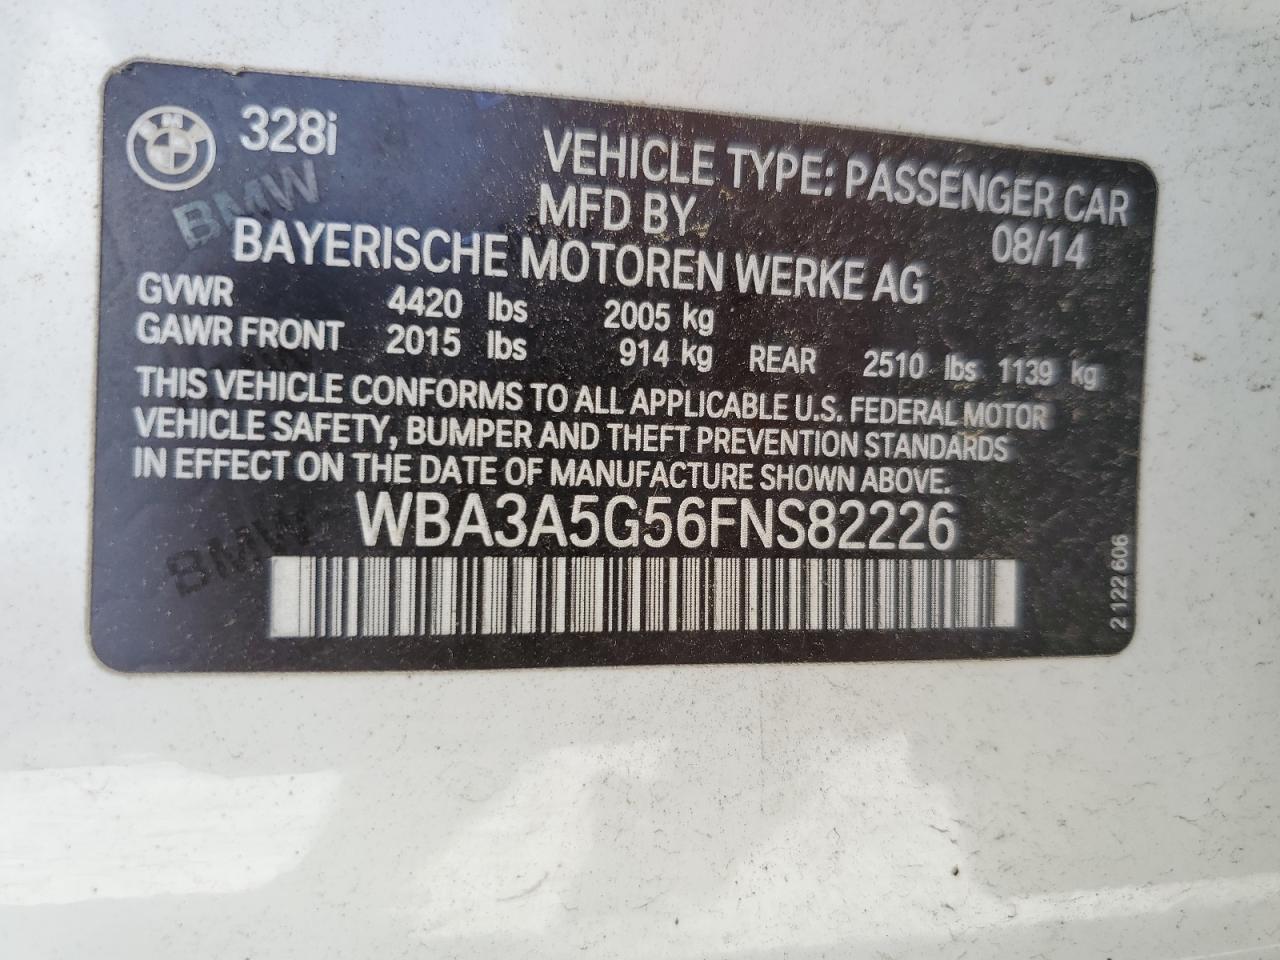 BMW 328i
VEHICLE TYPE: PASSENGER CAR
MFD BY 08/14
BAYERISCHE MOTOREN WERKE AG
GVWR 4420 lbs 2005 kg
GAWR FRONT 2015 lbs 914 kg REAR 2510 lbs 1139 kg
THIS VEHICLE CONFORMS TO ALL APPLICABLE U.S. FEDERAL MOTOR
VEHICLE SAFETY, BUMPER AND THEFT PREVENTION STANDARDS
IN EFFECT ON THE DATE OF MANUFACTURE SHOWN ABOVE.
WBA3A5G56FNS82226
2 122 606
BMW
BMW
BMW